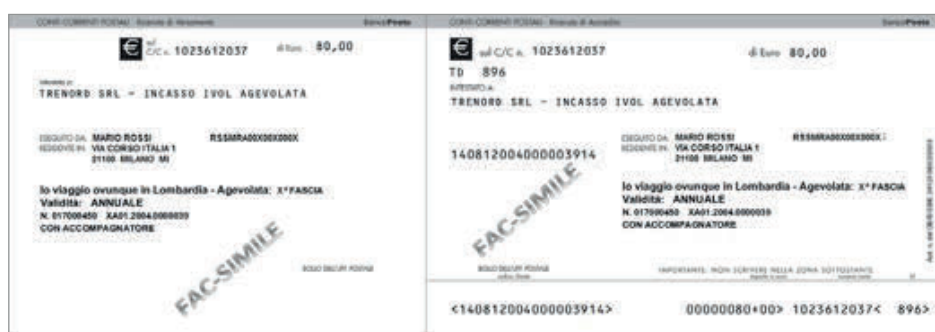 CONTI CORRENTI POSTALI - Ricevuta di Versamento BancoPosta
€ sul C/C n. 1023612037 di Euro 80,00
INTESTATO A:
TRENORD SRL - INCASSO IVOL AGEVOLATA
ESEGUITO DA: MARIO ROSSI RSSMRA00X00X000X
RESIDENTE IN: VIA CORSO ITALIA 1
21100 MILANO MI
Io viaggio ovunque in Lombardia - Agevolata: X° FASCIA
Validità: ANNUALE
N. 017000450 XA01.2004.0000039
CON ACCOMPAGNATORE
FAC-SIMILE
BOLLO DELL'UFF. POSTALE
CONTI CORRENTI POSTALI - Ricevuta di Accredito BancoPosta
€ sul C/C n. 1023612037 di Euro 80,00
TD 896
INTESTATO A:
TRENORD SRL - INCASSO IVOL AGEVOLATA
140812004000003914
ESEGUITO DA: MARIO ROSSI RSSMRA00X00X000X
RESIDENTE IN: VIA CORSO ITALIA 1
21100 MILANO MI
Io viaggio ovunque in Lombardia - Agevolata: X° FASCIA
Validità: ANNUALE
N. 017000450 XA01.2004.0000039
CON ACCOMPAGNATORE
FAC-SIMILE
BOLLO DELL'UFF. POSTALE
IMPORTANTE: NON SCRIVERE NELLA ZONA SOTTOSTANTE
<140812004000003914> 00000080+00> 1023612037< 896>